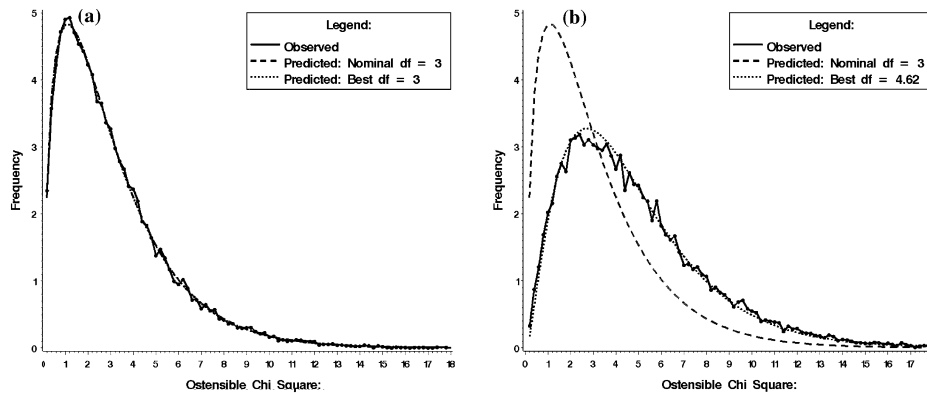 (a)
Legend:
Observed
Predicted: Nominal df = 3
Predicted: Best df = 3
Frequency
5
4
3
2
1
0
0 1 2 3 4 5 6 7 8 9 10 11 12 13 14 15 16 17 18
Ostensible Chi Square:
(b)
Legend:
Observed
Predicted: Nominal df = 3
Predicted: Best df = 4.62
Frequency
5
4
3
2
1
0
0 1 2 3 4 5 6 7 8 9 10 11 12 13 14 15 16 17
Ostensible Chi Square: